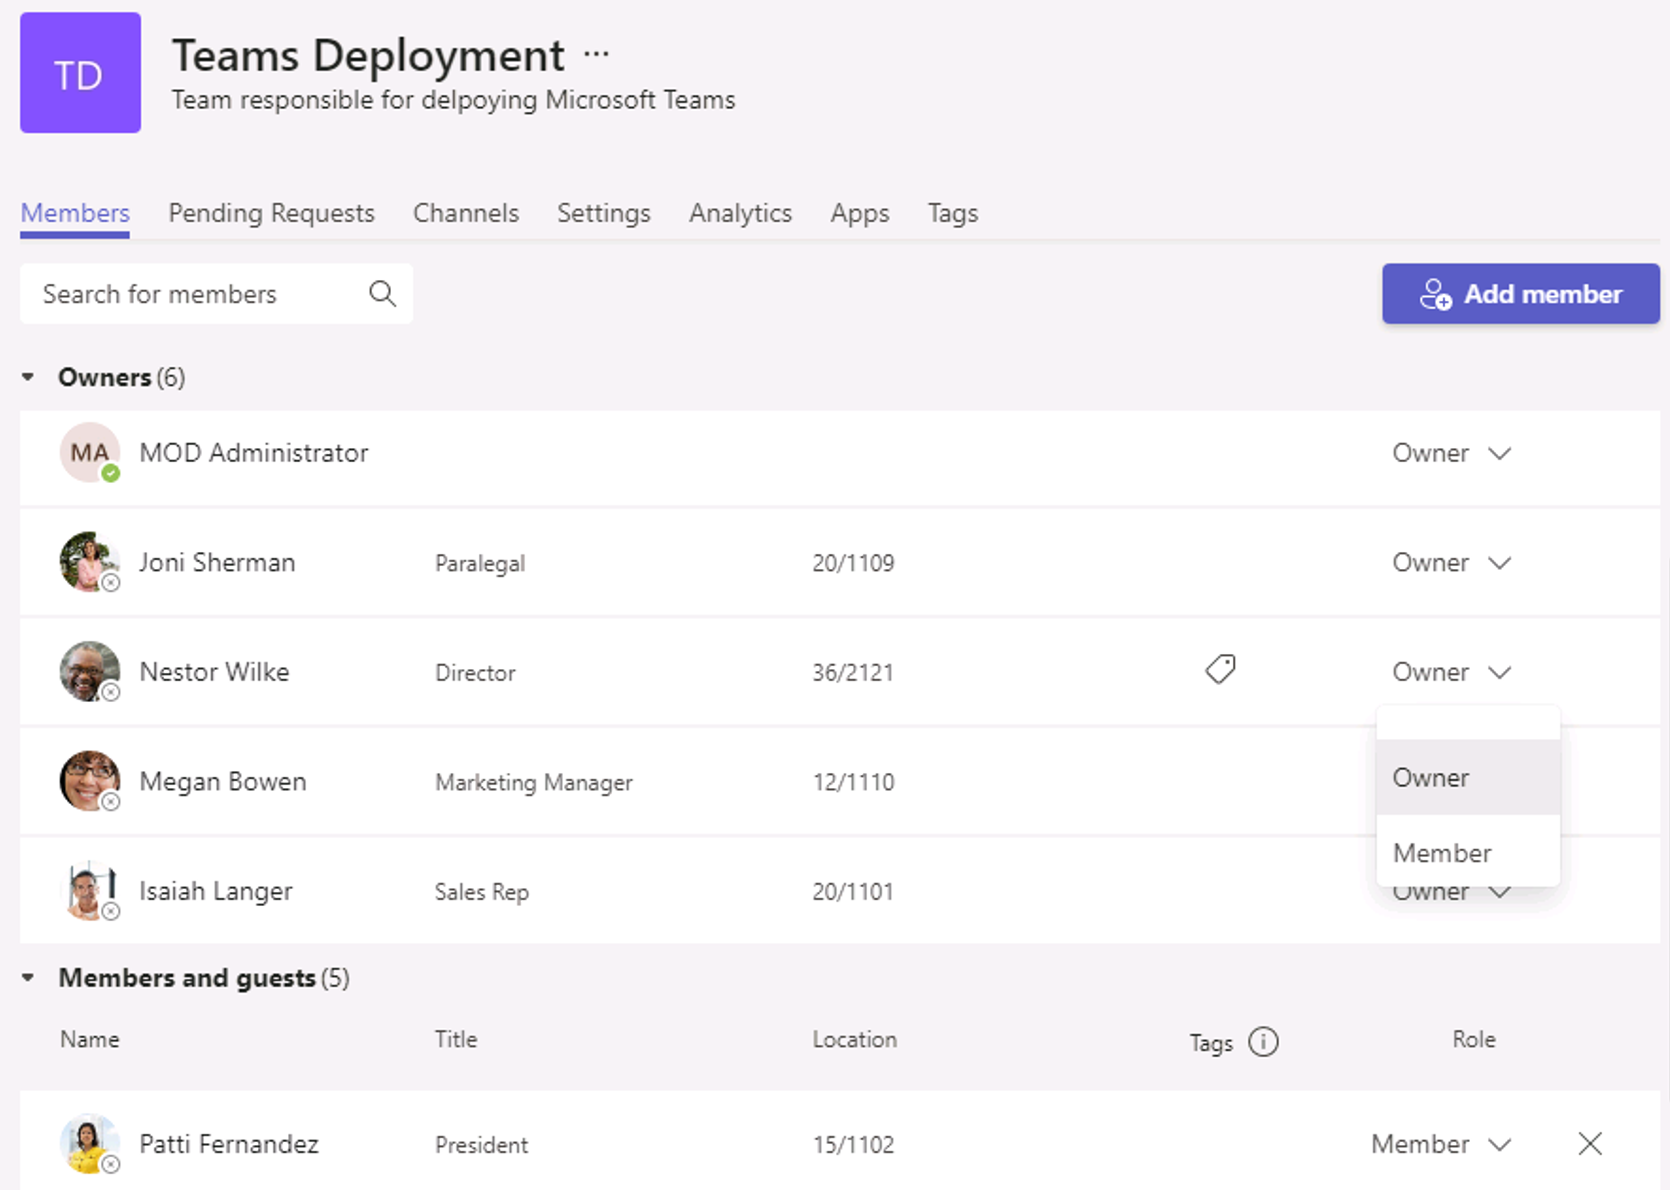 TD
Teams Deployment ...
Team responsible for delpoying Microsoft Teams
Members Pending Requests Channels Settings Analytics Apps Tags
Search for members Add member
Owners (6)
MA MOD Administrator Owner
Joni Sherman Paralegal 20/1109 Owner
Nestor Wilke Director 36/2121 Owner
Owner
Megan Bowen Marketing Manager 12/1110
Member
Isaiah Langer Sales Rep 20/1101 Owner
Members and guests (5)
Name Title Location Tags Role
Patti Fernandez President 15/1102 Member